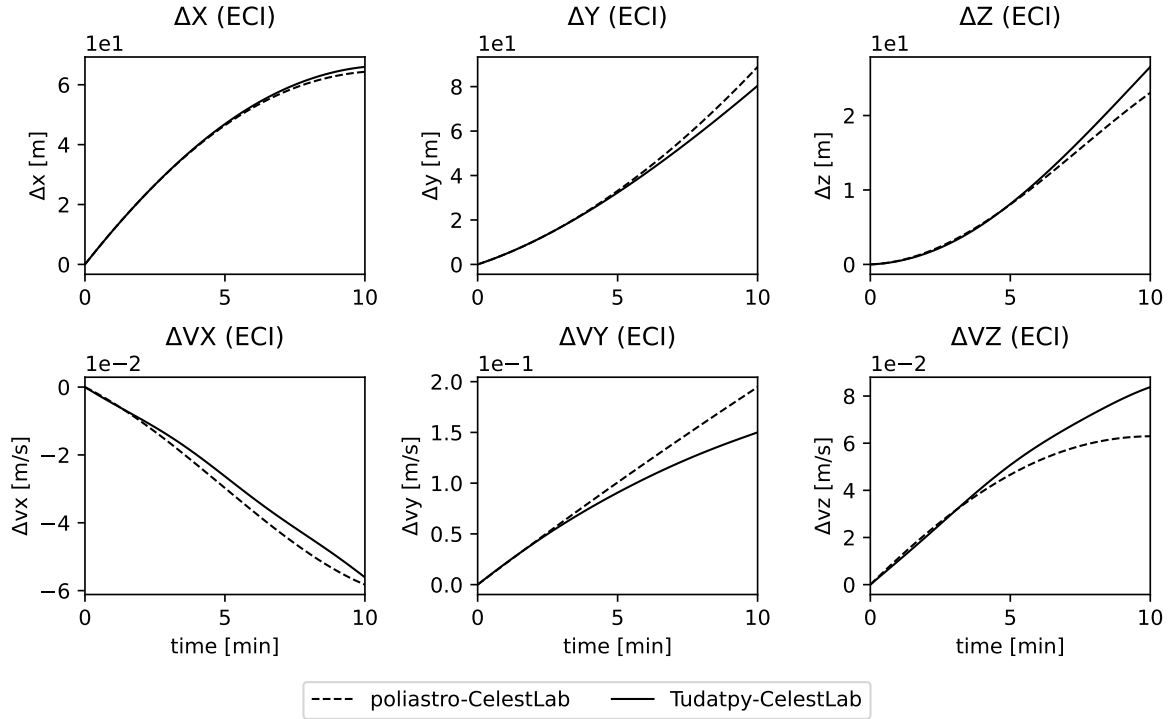 ΔX (ECI)
1e1
Δx [m]
6
4
2
0
0 5 10
ΔY (ECI)
1e1
Δy [m]
8
6
4
2
0
0 5 10
ΔZ (ECI)
1e1
Δz [m]
2
1
0
0 5 10
ΔVX (ECI)
1e−2
Δvx [m/s]
0
−2
−4
−6
0 5 10
time [min]
ΔVY (ECI)
1e−1
Δvy [m/s]
2.0
1.5
1.0
0.5
0.0
0 5 10
time [min]
ΔVZ (ECI)
1e−2
Δvz [m/s]
8
6
4
2
0
0 5 10
time [min]
poliastro-CelestLab Tudatpy-CelestLab